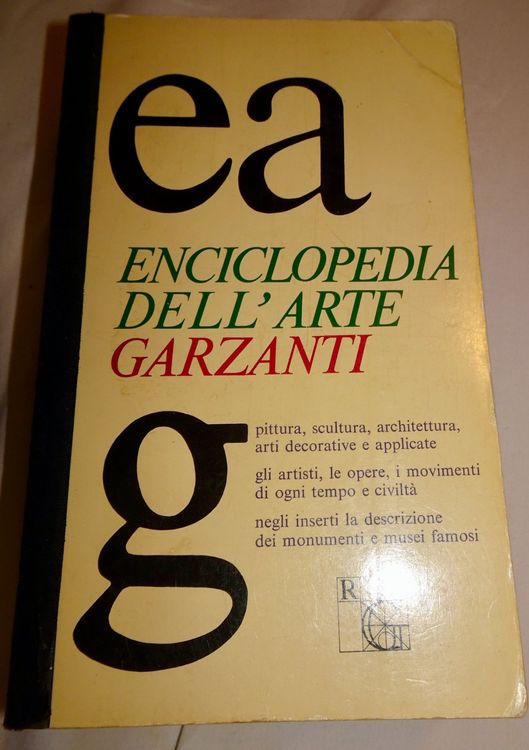 ea
ENCICLOPEDIA
DELL'ARTE
GARZANTI
g
pittura, scultura, architettura,
arti decorative e applicate
gli artisti, le opere, i movimenti
di ogni tempo e civiltà
negli inserti la descrizione
dei monumenti e musei famosi
R